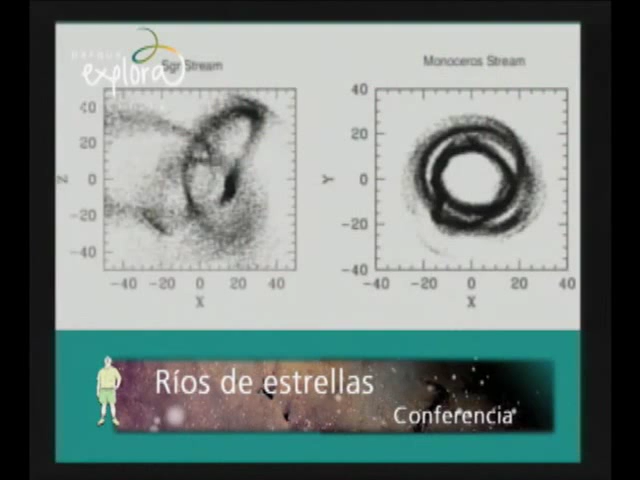 parque
explora
Sgr Stream
Monoceros Stream
40
20
0
-20
-40
Z
-40 -20 0 20 40
X
40
20
0
-20
-40
Y
-40 -20 0 20 40
X
Ríos de estrellas
Conferencia